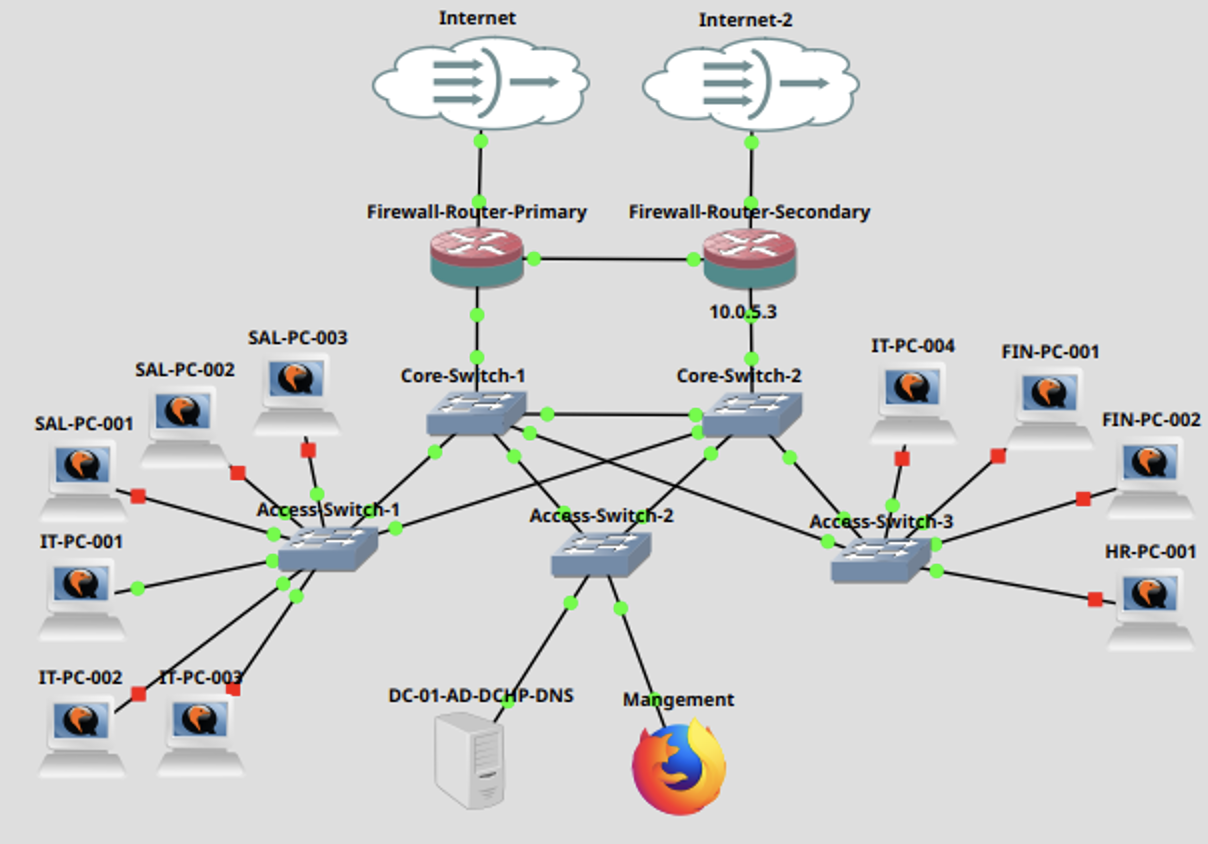 Internet
Internet-2
Firewall-Router-Primary
Firewall-Router-Secondary
10.0.5.3
SAL-PC-003
IT-PC-004
FIN-PC-001
SAL-PC-002
Core-Switch-1
Core-Switch-2
SAL-PC-001
FIN-PC-002
Access-Switch-1
Access-Switch-2
Access-Switch-3
IT-PC-001
HR-PC-001
IT-PC-002
IT-PC-003
DC-01-AD-DCHP-DNS
Mangement